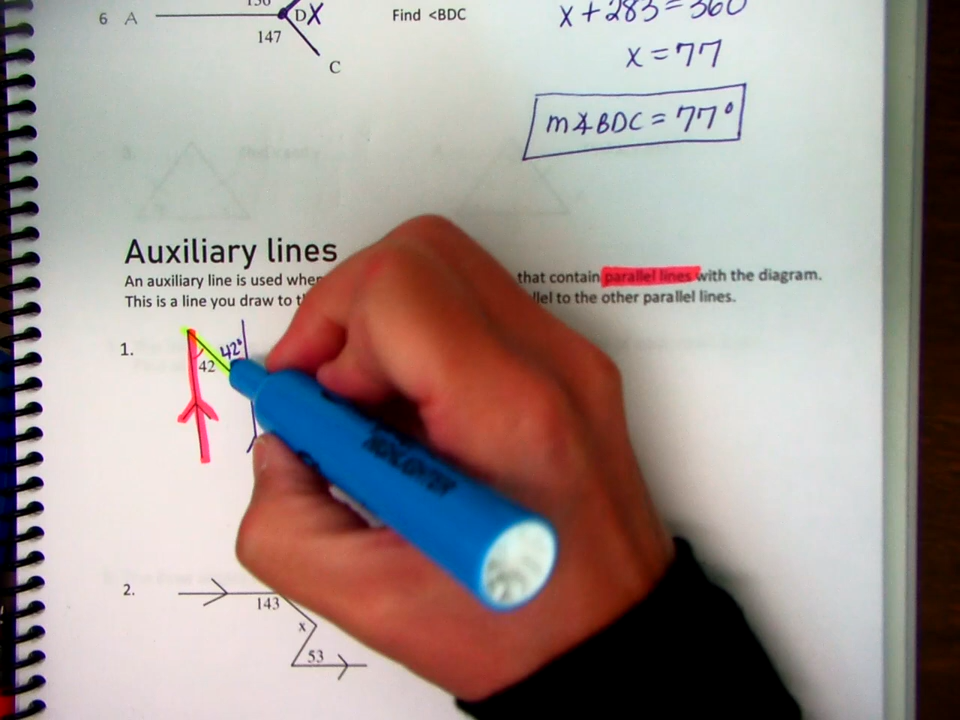 6 A D X Find <BDC x + 283 = 360
147
C x = 77
m∡BDC = 77°
Auxiliary lines
An auxiliary line is used that contain parallel lines with the diagram.
This is a line you draw to to the other parallel lines.
1. 42 42°
HIGHLIGHTER
2. 143
x
53